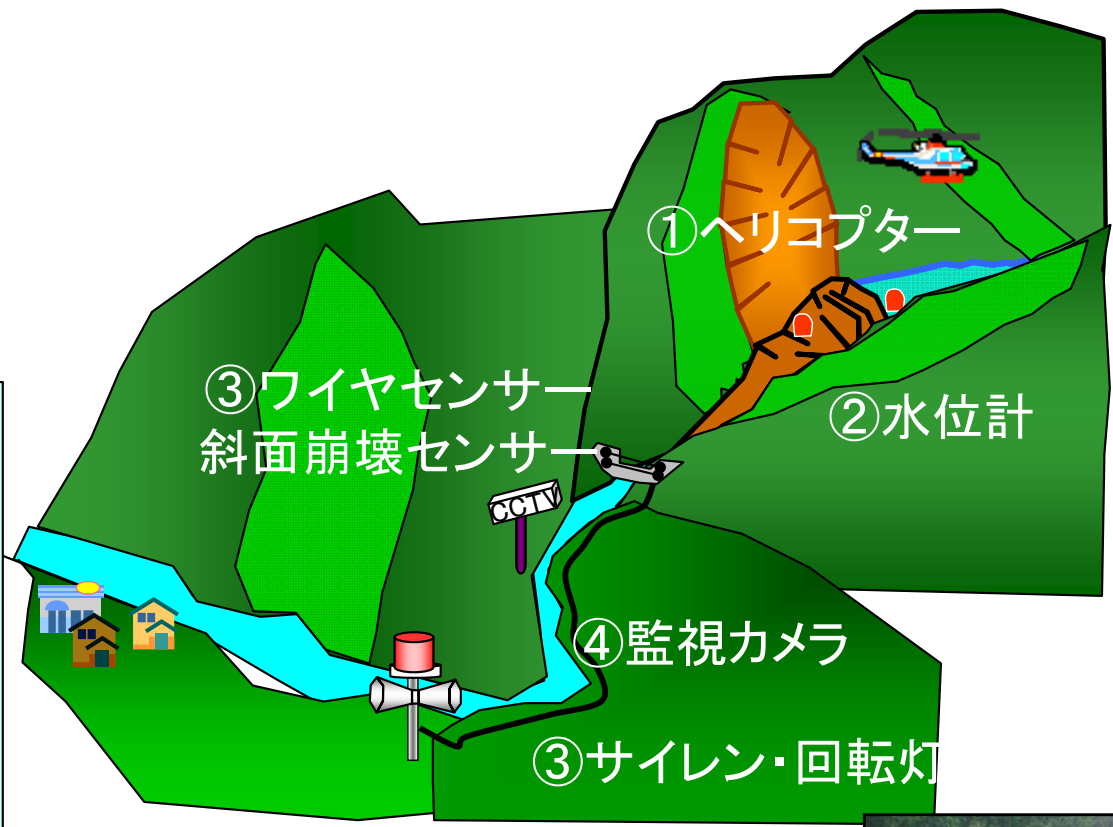 ①ヘリコプター
③ワイヤセンサー
斜面崩壊センサー
②水位計
CCTV
④監視カメラ
③サイレン・回転灯